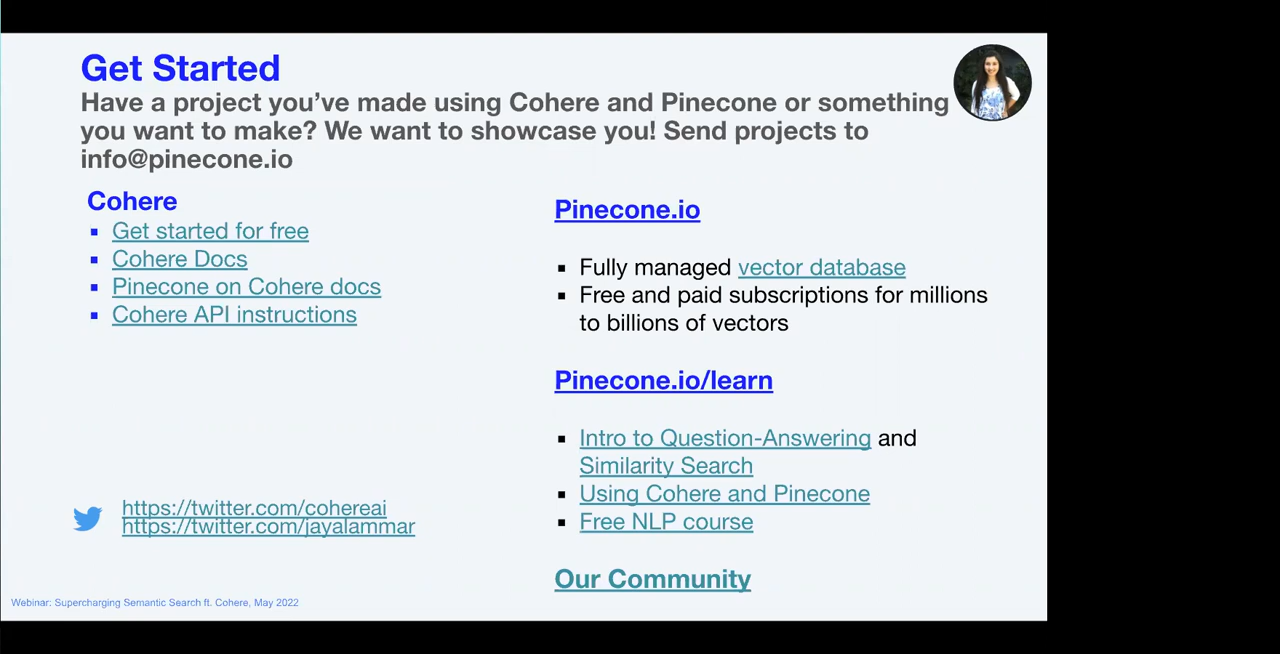 Get Started
Have a project you’ve made using Cohere and Pinecone or something
you want to make? We want to showcase you! Send projects to
info@pinecone.io
Cohere
Get started for free
Cohere Docs
Pinecone on Cohere docs
Cohere API instructions
https://twitter.com/cohereai
https://twitter.com/jayalammar
Pinecone.io
Fully managed vector database
Free and paid subscriptions for millions
to billions of vectors
Pinecone.io/learn
Intro to Question-Answering and
Similarity Search
Using Cohere and Pinecone
Free NLP course
Our Community
Webinar: Supercharging Semantic Search ft. Cohere, May 2022